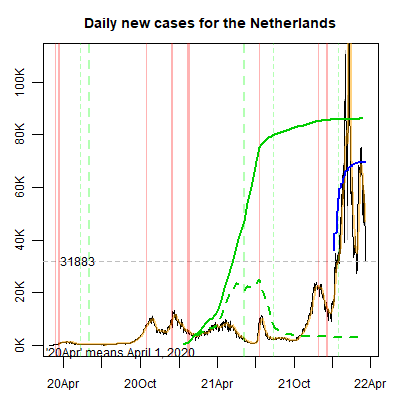 Daily new cases for the Netherlands
100K
80K
60K
40K
20K
0K
31883
"20Apr" means April 1, 2020
20Apr
20Oct
21Apr
21Oct
22Apr